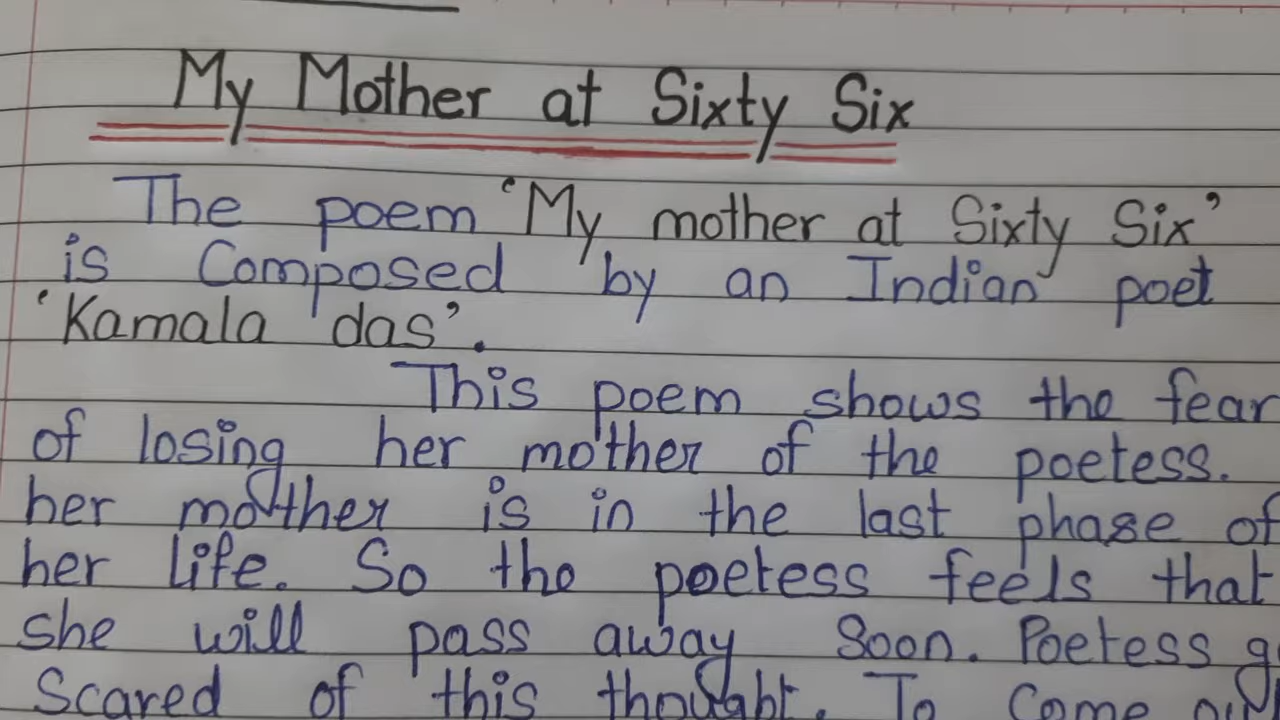 My Mother at Sixty Six
The poem 'My mother at Sixty Six'
is Composed by an Indian poet
'Kamala das'.
This poem shows the fear
of losing her mother of the poetess.
her mother is in the last phase of
her life. So the poetess feels that
she will pass away Soon. Poetess
Scared of this thought. To Come